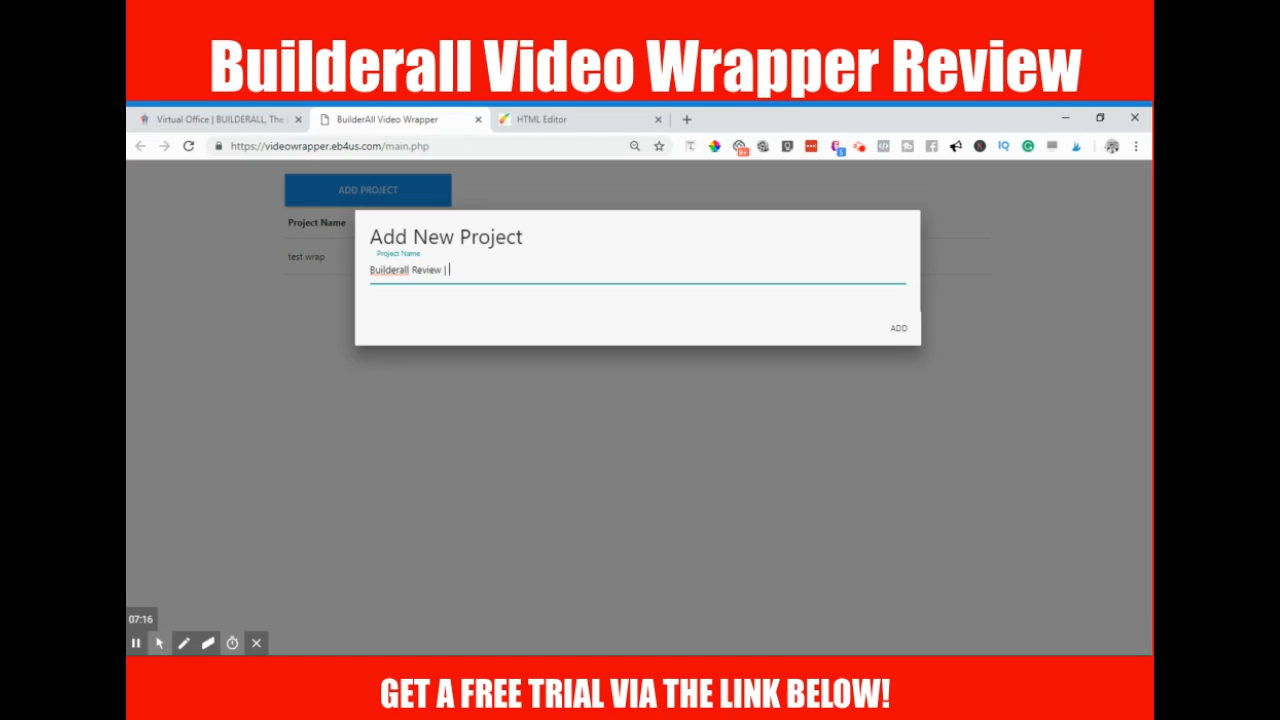 Builderall Video Wrapper Review
Virtual Office | BUILDERALL, The
BuilderAll Video Wrapper
HTML Editor
https://videowrapper.eb4us.com/main.php
IQ
ADD PROJECT
Project Name
test wrap
Add New Project
Project Name
Builderall Review |
ADD
07:16
GET A FREE TRIAL VIA THE LINK BELOW!